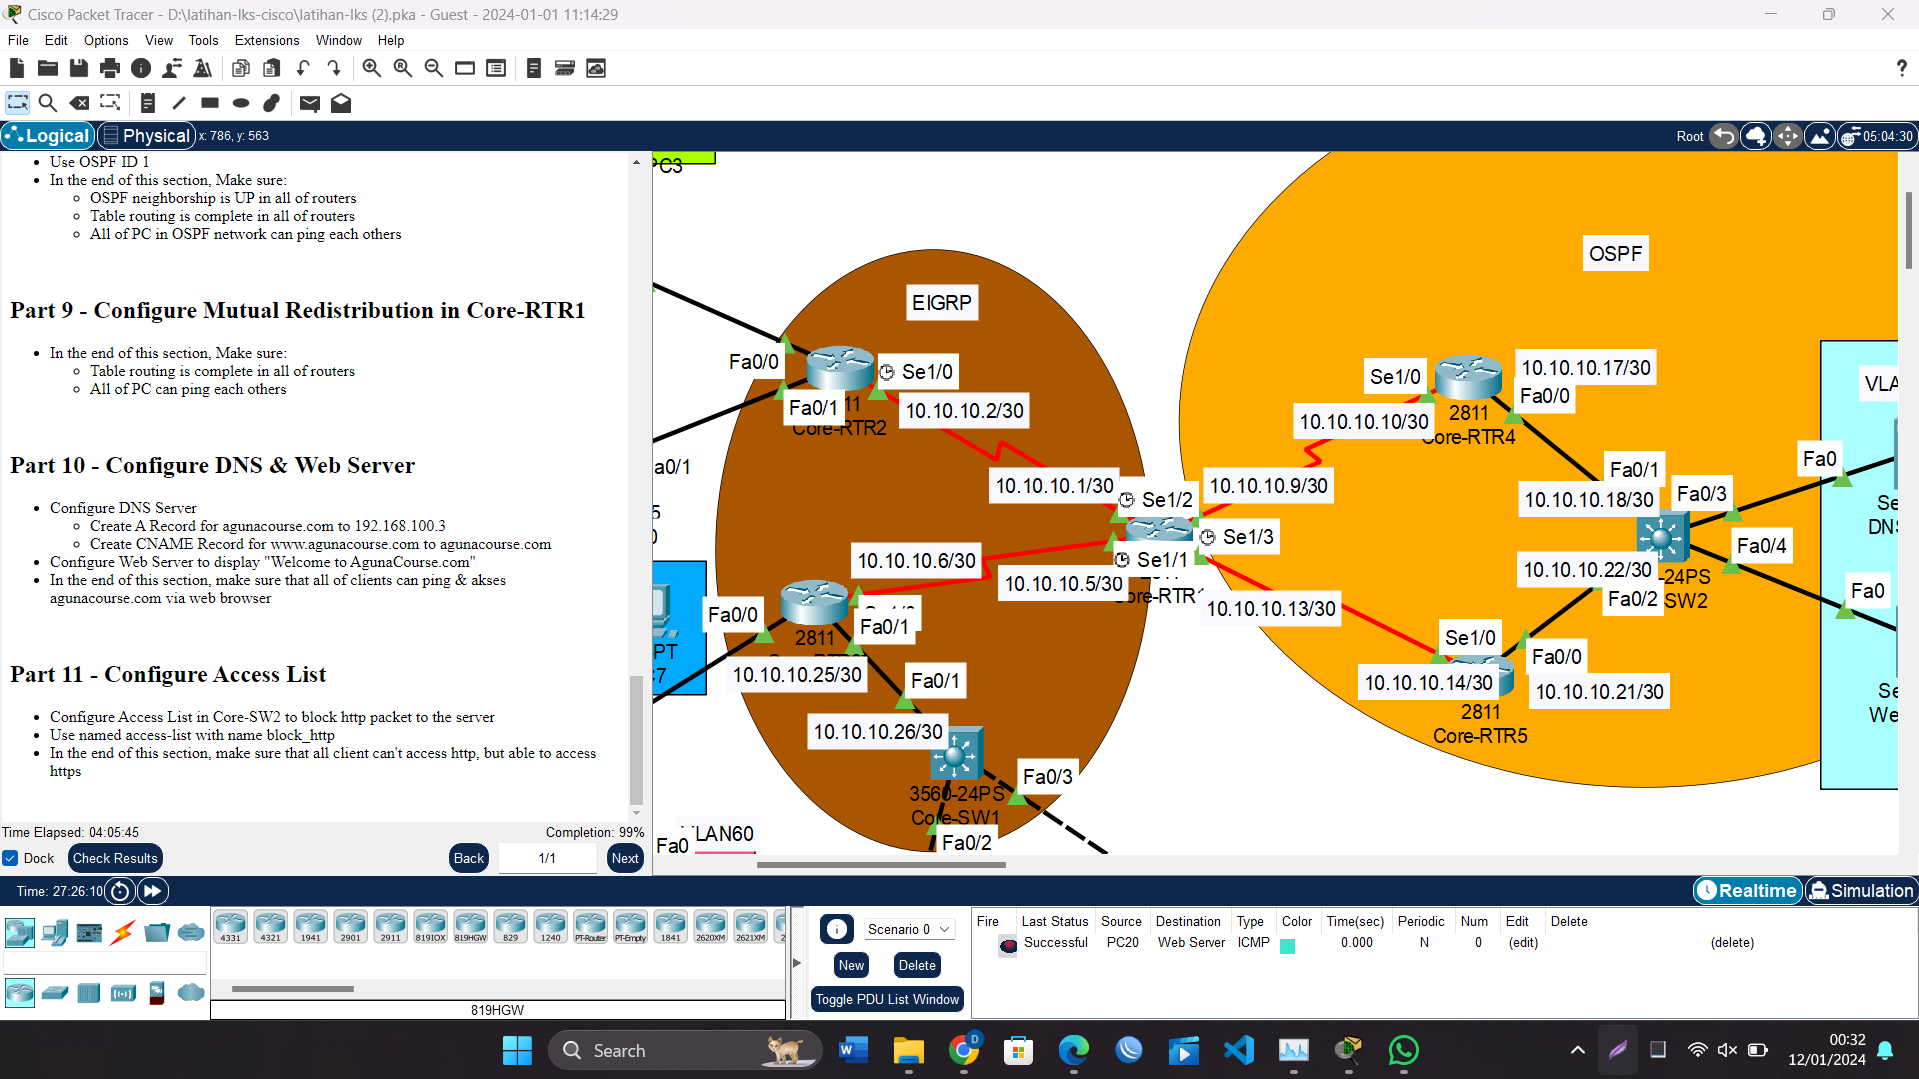 Cisco Packet Tracer - D:\latihan-lks-cisco\latihan-lks (2).pka - Guest - 2024-01-01 11:14:29
File Edit Options View Tools Extensions Window Help
Logical Physical x: 786, y: 563
Root 05:04:30
Use OSPF ID 1
In the end of this section, Make sure:
OSPF neighborship is UP in all of routers
Table routing is complete in all of routers
All of PC in OSPF network can ping each others
Part 9 - Configure Mutual Redistribution in Core-RTR1
In the end of this section, Make sure:
Table routing is complete in all of routers
All of PC ping each others
Part 10 - Configure DNS & Web Server
Configure DNS Server
Create A Record for agunacourse.com to 192.168.100.3
Create CNAME Record for www.agunacourse.com to agunacourse.com
Configure Web Server to display "Welcome to AgunaCourse.com"
In the end of this section, make sure that all of clients can ping & akses
agunacourse.com via web browser
Part 11 - Configure Access List
Configure Access List in Core-SW2 to block http packet to the server
Use named access-list with name block_http
In the end of this section, make sure that all client can't access http, but able to access
https
Time Elapsed: 04:05:45 Completion: 99%
Dock Check Results Back 1/1 Next
PC3
EIGRP
Fa0/0
Se1/0
Fa0/1
11
10.10.10.2/30
Core-RTR2
a0/1
10.10.10.1/30
Se1/2
10.10.10.9/30
Se1/3
Se1/1
10.10.10.6/30
10.10.10.5/30
Core-RTR1
10.10.10.13/30
Fa0/0
Fa0/1
2811
PT
10.10.10.25/30
Fa0/1
10.10.10.26/30
3560-24PS
Core-SW1
Fa0/3
Fa0/2
VLAN60
Fa0
OSPF
Se1/0
10.10.10.17/30
Fa0/0
10.10.10.10/30
2811
Core-RTR4
Fa0/1
10.10.10.18/30
Fa0/3
Fa0
VLA
Se
DNS
Fa0/4
10.10.10.22/30
-24PS
Fa0/2
SW2
Fa0
Se1/0
Fa0/0
10.10.10.14/30
10.10.10.21/30
2811
Core-RTR5
Se
We
Time: 27:26:10
Realtime Simulation
4331 4321 1941 2901 2911 819IOX 819HGW 829 1240 PT-Router PT-Empty 1841 2620XM 2621XM 2
819HGW
Scenario 0
New Delete
Toggle PDU List Window
Fire Last Status Source Destination Type Color Time(sec) Periodic Num Edit Delete
Successful PC20 Web Server ICMP 0.000 N 0 (edit) (delete)
Search
00:32
12/01/2024